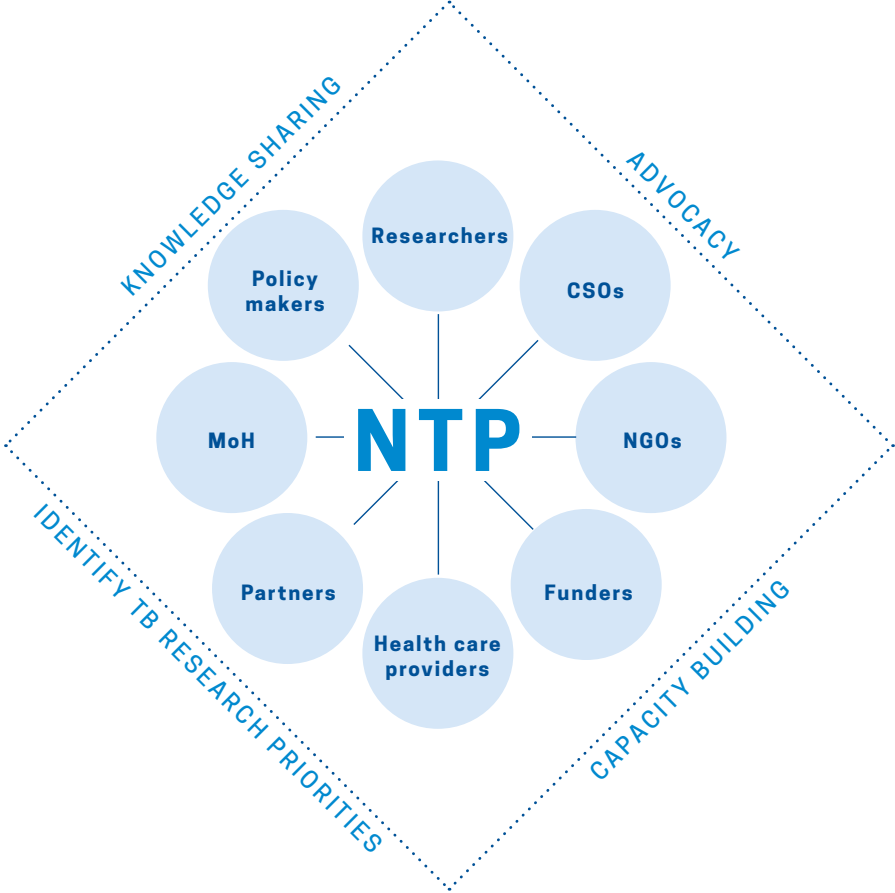 KNOWLEDGE SHARING
ADVOCACY
Researchers
Policy
makers
CSOs
MoH
NTP
NGOs
Partners
Funders
Health care
providers
IDENTIFY TB RESEARCH PRIORITIES
CAPACITY BUILDING